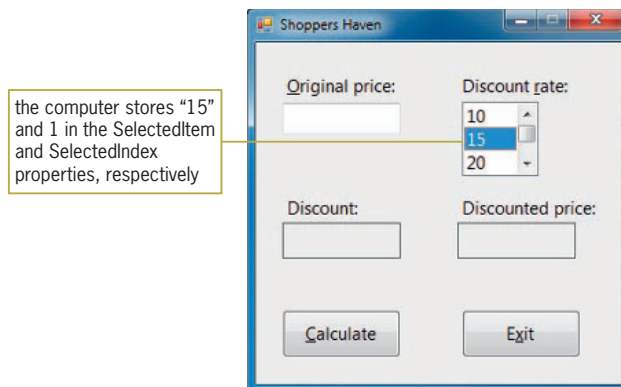 Shoppers Haven
the computer stores “15”
and 1 in the SelectedItem
and SelectedIndex
properties, respectively
Original price:
Discount rate:
10
15
20
Discount:
Discounted price:
Calculate
Exit